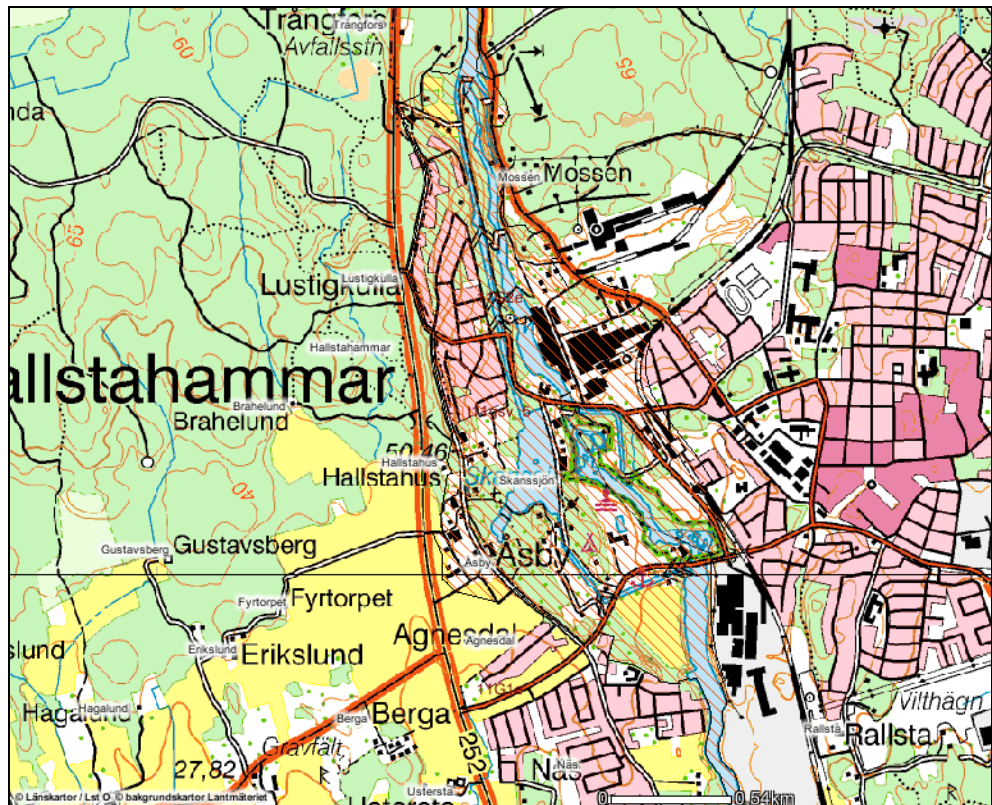 Trångfors
Trångfors
Avfallsstn
60
65
nda
Mossen
Mossen
65
Lustigkulla
Lustigkulla
Hallstahammar
allstahammar
Brahelund
Brahelund
50,46
Hallstahus
Hallstahus
Skanssjön
40
Gustavsberg
Gustavsberg
Åsby
Åsby
Fyrtorpet
Fyrtorpet
Agnesdal
Agnesdal
slund
Erikslund
Erikslund
Hagalund
Hagalund
Berga
Berga
Vilthägn
Rallsta
Rallsta
Gravfält
252
27,82
R
Näs
Näs
R
Ustersta
Ustersta
0
0.54km
© Länskartor / Lst O © bakgrundskartor Lantmäteriet